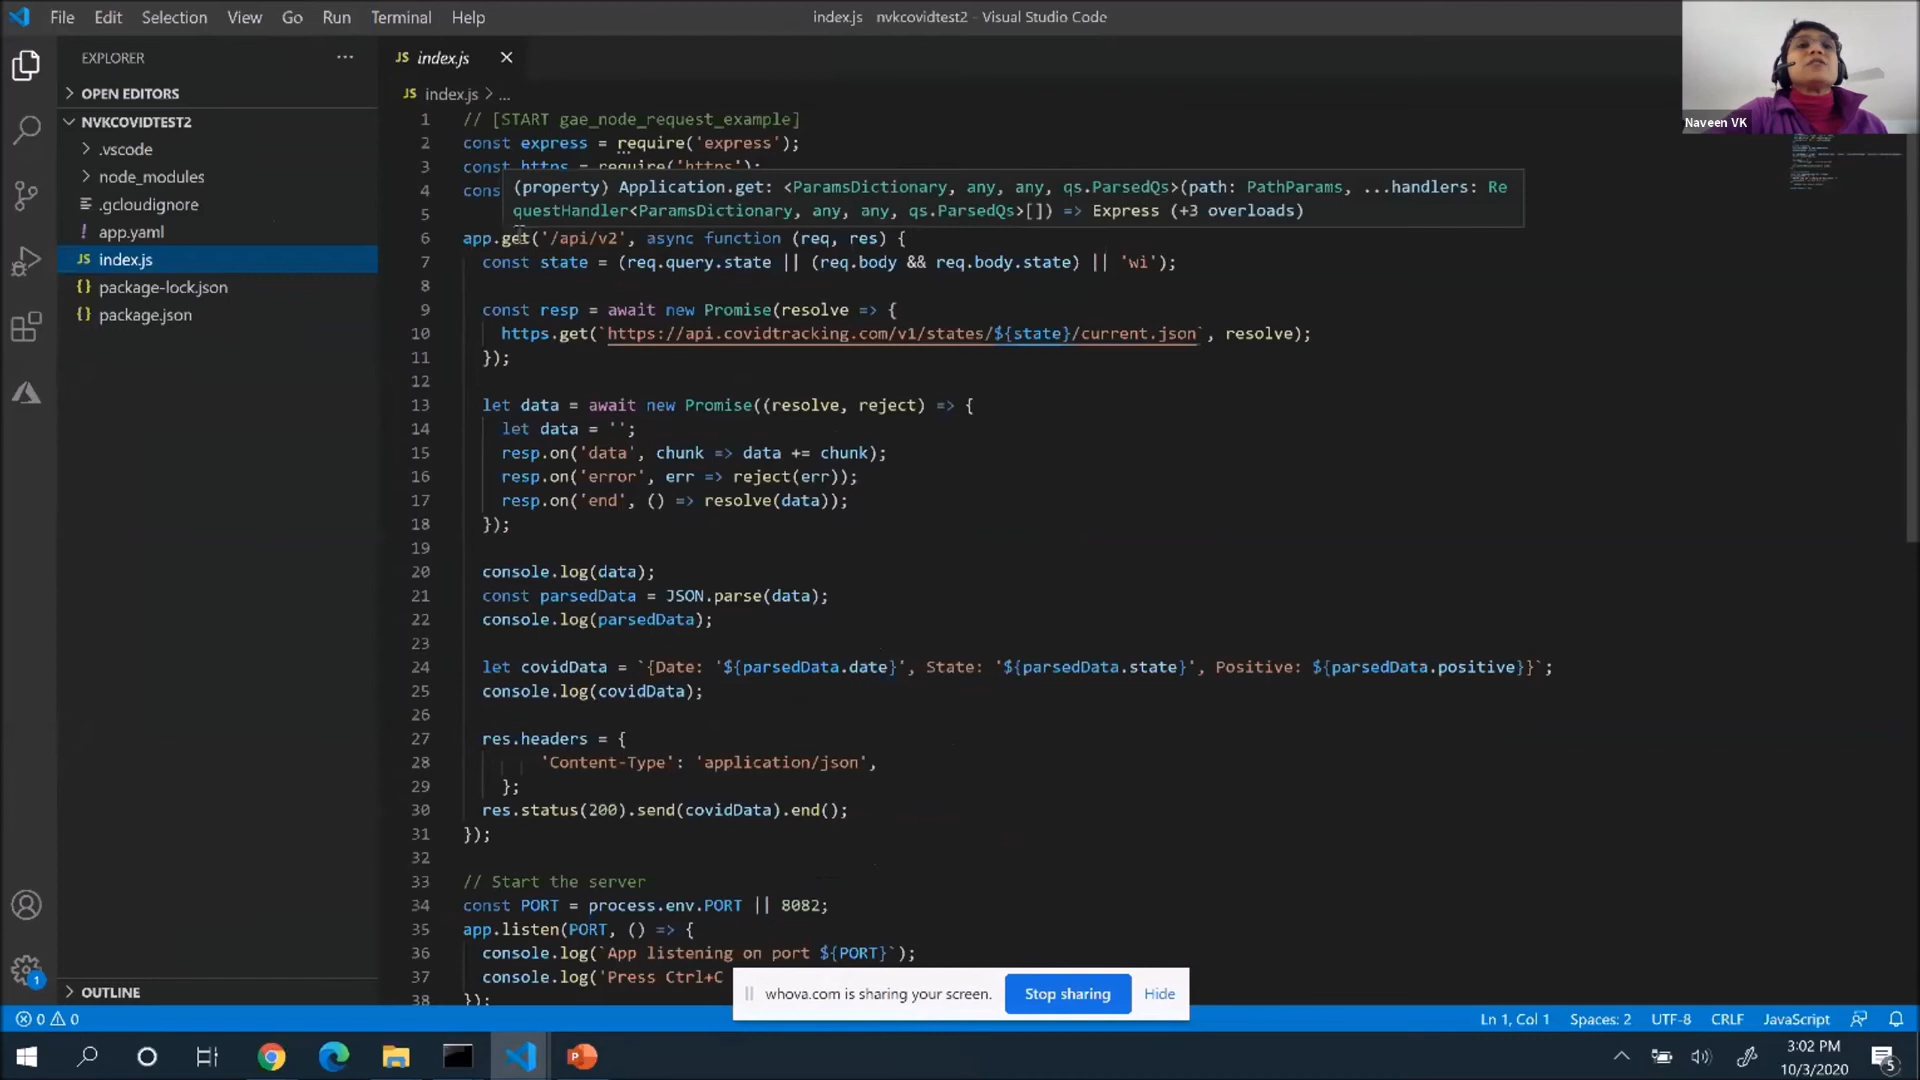 File Edit Selection View Go Run Terminal Help
index.js nvkcovidtest2 - Visual Studio Code
EXPLORER ...
OPEN EDITORS
NVKCOVIDTEST2
.vscode
node_modules
.gcloudignore
! app.yaml
JS index.js
{} package-lock.json
{} package.json
OUTLINE
JS index.js
JS index.js > ...
1 // [START gae_node_request_example]
2 const express = require('express');
3 const https = require('https');
4 const
(property) Application.get: <ParamsDictionary, any, any, qs.ParsedQs>(path: PathParams, ...handlers: Re
questHandler<ParamsDictionary, any, any, qs.ParsedQs>[]) => Express (+3 overloads)
5
6 app.get('/api/v2', async function (req, res) {
7 const state = (req.query.state || (req.body && req.body.state) || 'wi');
8
9 const resp = await new Promise(resolve => {
10 https.get(`https://api.covidtracking.com/v1/states/${state}/current.json`, resolve);
11 });
12
13 let data = await new Promise((resolve, reject) => {
14 let data = '';
15 resp.on('data', chunk => data += chunk);
16 resp.on('error', err => reject(err));
17 resp.on('end', () => resolve(data));
18 });
19
20 console.log(data);
21 const parsedData = JSON.parse(data);
22 console.log(parsedData);
23
24 let covidData = `{Date: '${parsedData.date}', State: '${parsedData.state}', Positive: ${parsedData.positive}}`;
25 console.log(covidData);
26
27 res.headers = {
28 'Content-Type': 'application/json',
29 };
30 res.status(200).send(covidData).end();
31 });
32
33 // Start the server
34 const PORT = process.env.PORT || 8082;
35 app.listen(PORT, () => {
36 console.log(`App listening on port ${PORT}`);
37 console.log('Press Ctrl+C
38 });
Naveen VK
whova.com is sharing your screen. Stop sharing Hide
1
0 0
Ln 1, Col 1 Spaces: 2 UTF-8 CRLF JavaScript
3:02 PM
10/3/2020
5